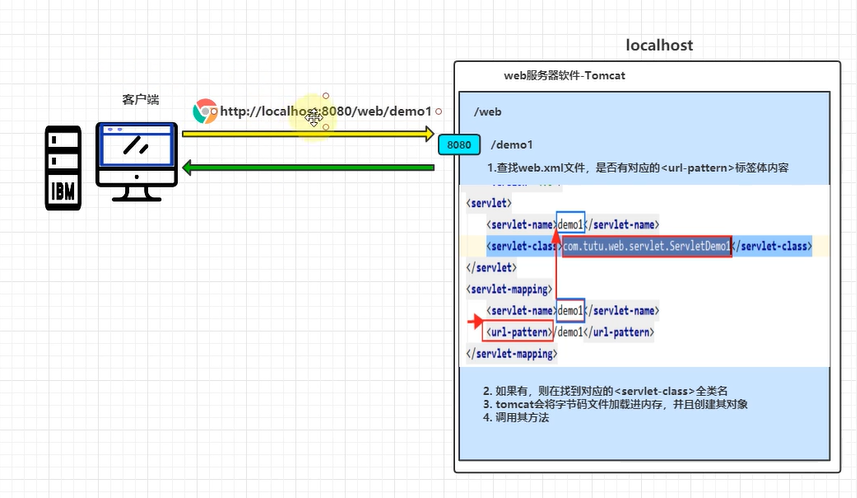 localhost
web服务器软件-Tomcat
客户端
http://localhost:8080/web/demo1
/web
8080
/demo1
1.查找web.xml文件，是否有对应的<url-pattern>标签体内容
<servlet>
<servlet-name>demo1</servlet-name>
<servlet-class>com.tutu.web.servlet.ServletDemo1</servlet-class>
</servlet>
<servlet-mapping>
<servlet-name>demo1</servlet-name>
<url-pattern>/demo1</url-pattern>
</servlet-mapping>
IBM
2. 如果有，则在找到对应的<servlet-class>全类名
3. tomcat会将字节码文件加载进内存，并且创建其对象
4. 调用其方法